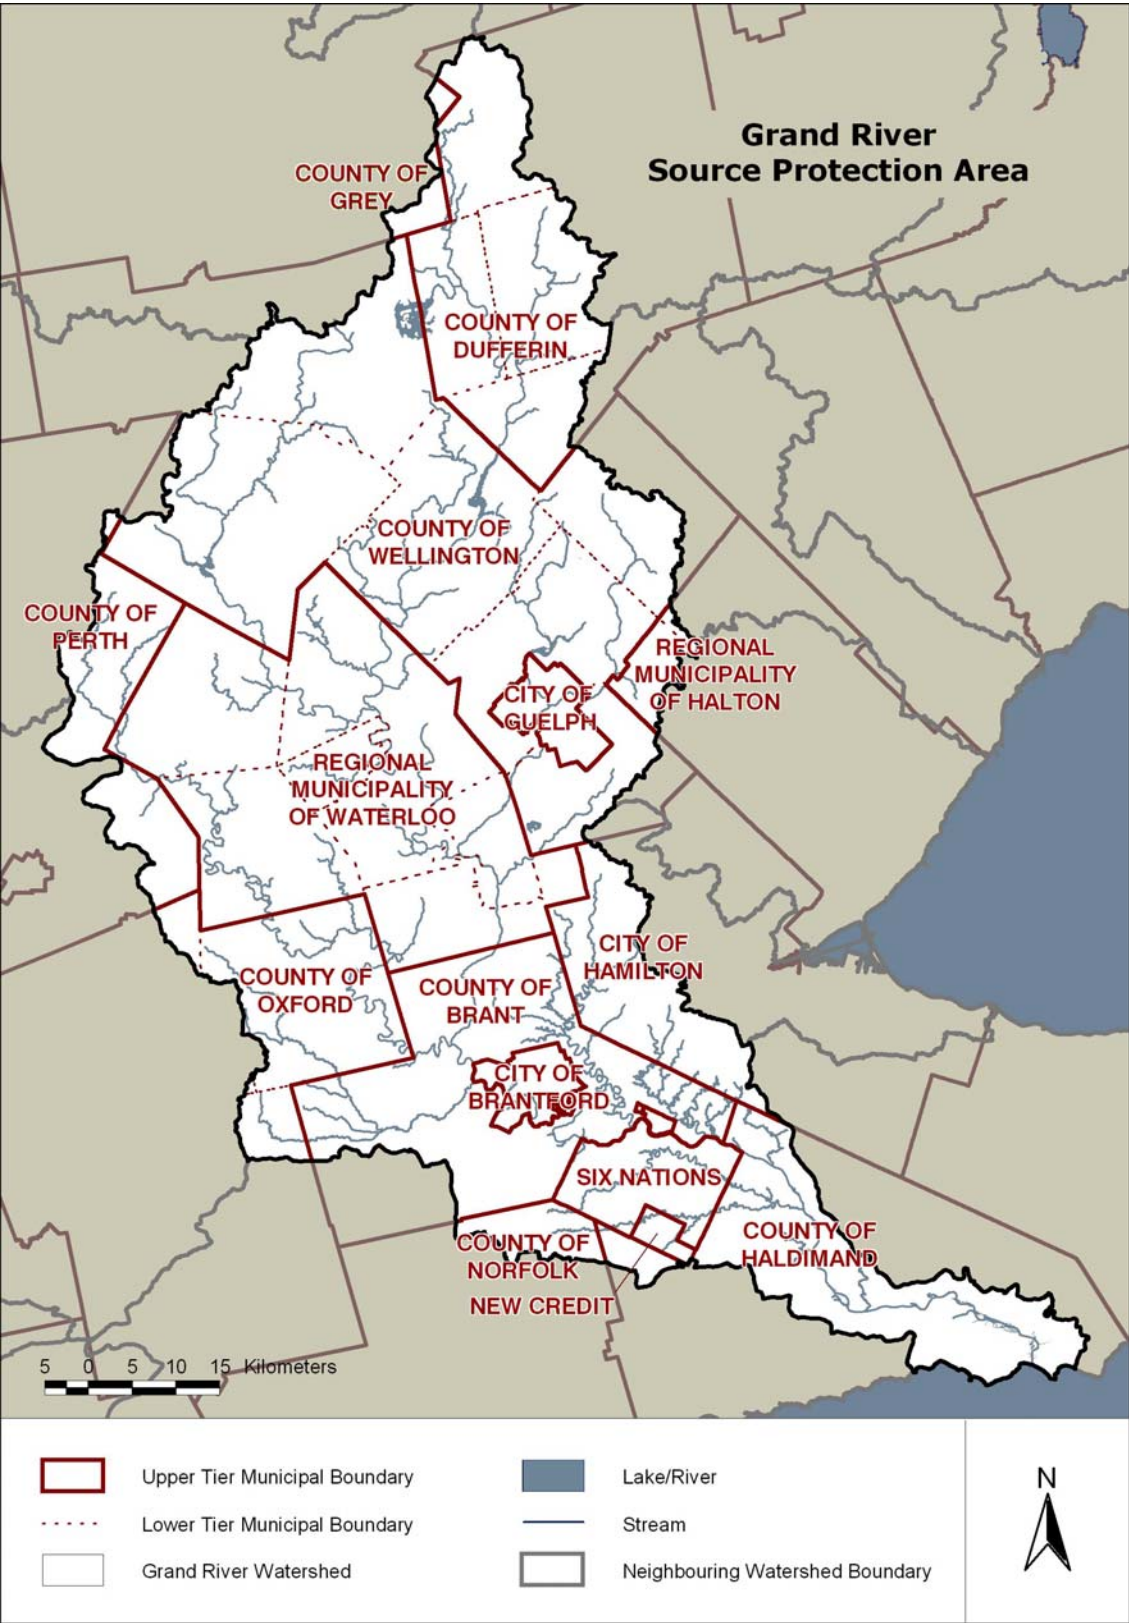 Grand River
Source Protection Area
COUNTY OF
GREY
COUNTY OF
DUFFERIN
COUNTY OF
WELLINGTON
COUNTY OF
PERTH
REGIONAL
MUNICIPALITY
OF HALTON
CITY OF
GUELPH
REGIONAL
MUNICIPALITY
OF WATERLOO
CITY OF
HAMILTON
COUNTY OF
OXFORD
COUNTY OF
BRANT
CITY OF
BRANTFORD
SIX NATIONS
COUNTY OF
HALDIMAND
COUNTY OF
NORFOLK
NEW CREDIT
5 0 5 10 15 Kilometers
Upper Tier Municipal Boundary
Lower Tier Municipal Boundary
Grand River Watershed
Lake/River
Stream
Neighbouring Watershed Boundary
N